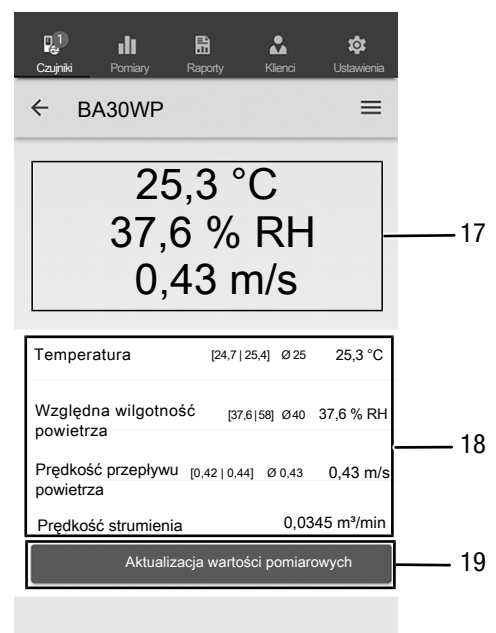 1
Czujniki Pomiary Raporty Klienci Ustawienia
BA30WP
25,3 °C
37,6 % RH
0,43 m/s
17
Temperatura [24,7 | 25,4] Ø 25 25,3 °C
Względna wilgotność powietrza [37,6 | 58] Ø 40 37,6 % RH
18
Prędkość przepływu powietrza [0,42 | 0,44] Ø 0,43 0,43 m/s
Prędkość strumienia 0,0345 m³/min
Aktualizacja wartości pomiarowych
19